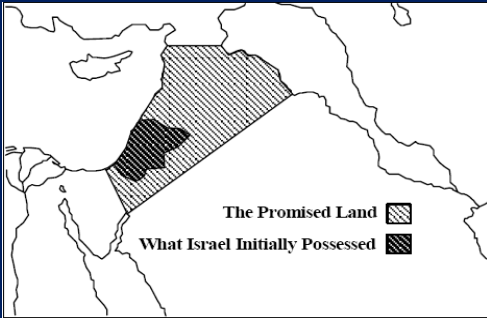 The Promised Land
What Israel Initially Possessed